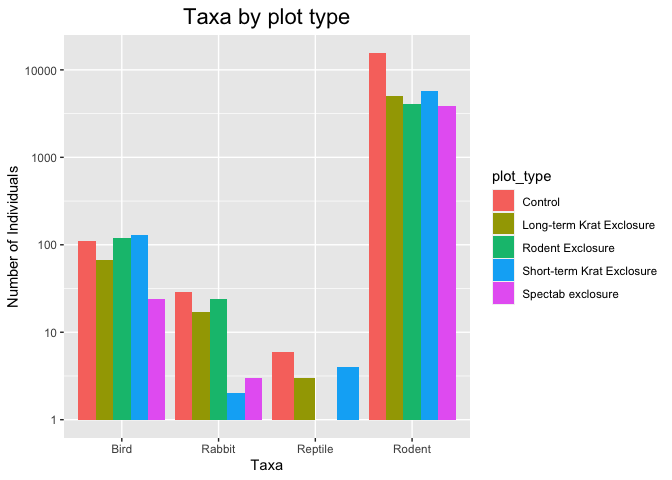 Taxa by plot type
Number of Individuals
10000
1000
100
10
1
Bird
Rabbit
Reptile
Rodent
Taxa
plot_type
Control
Long-term Krat Exclosure
Rodent Exclosure
Short-term Krat Exclosure
Spectab exclosure